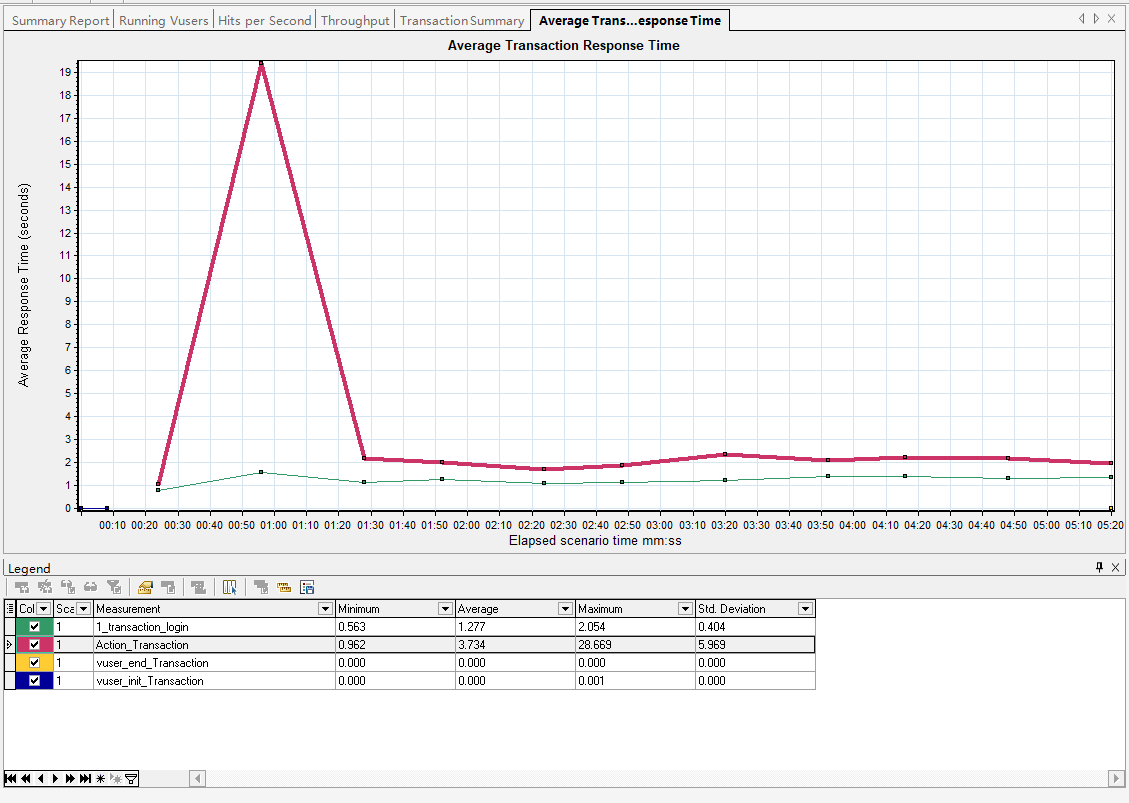 Summary Report Running Vusers Hits per Second Throughput Transaction Summary Average Trans...esponse Time
Average Transaction Response Time
19
18
17
16
15
14
13
12
11
10
9
8
7
6
5
4
3
2
1
0
Average Response Time (seconds)
00:10 00:20 00:30 00:40 00:50 01:00 01:10 01:20 01:30 01:40 01:50 02:00 02:10 02:20 02:30 02:40 02:50 03:00 03:10 03:20 03:30 03:40 03:50 04:00 04:10 04:20 04:30 04:40 04:50 05:00 05:10 05:20
Elapsed scenario time mm:ss
Legend
Col Sca Measurement Minimum Average Maximum Std. Deviation
1 1_transaction_login 0.563 1.277 2.054 0.404
1 Action_Transaction 0.962 3.734 28.669 5.969
1 vuser_end_Transaction 0.000 0.000 0.000 0.000
1 vuser_init_Transaction 0.000 0.000 0.001 0.000